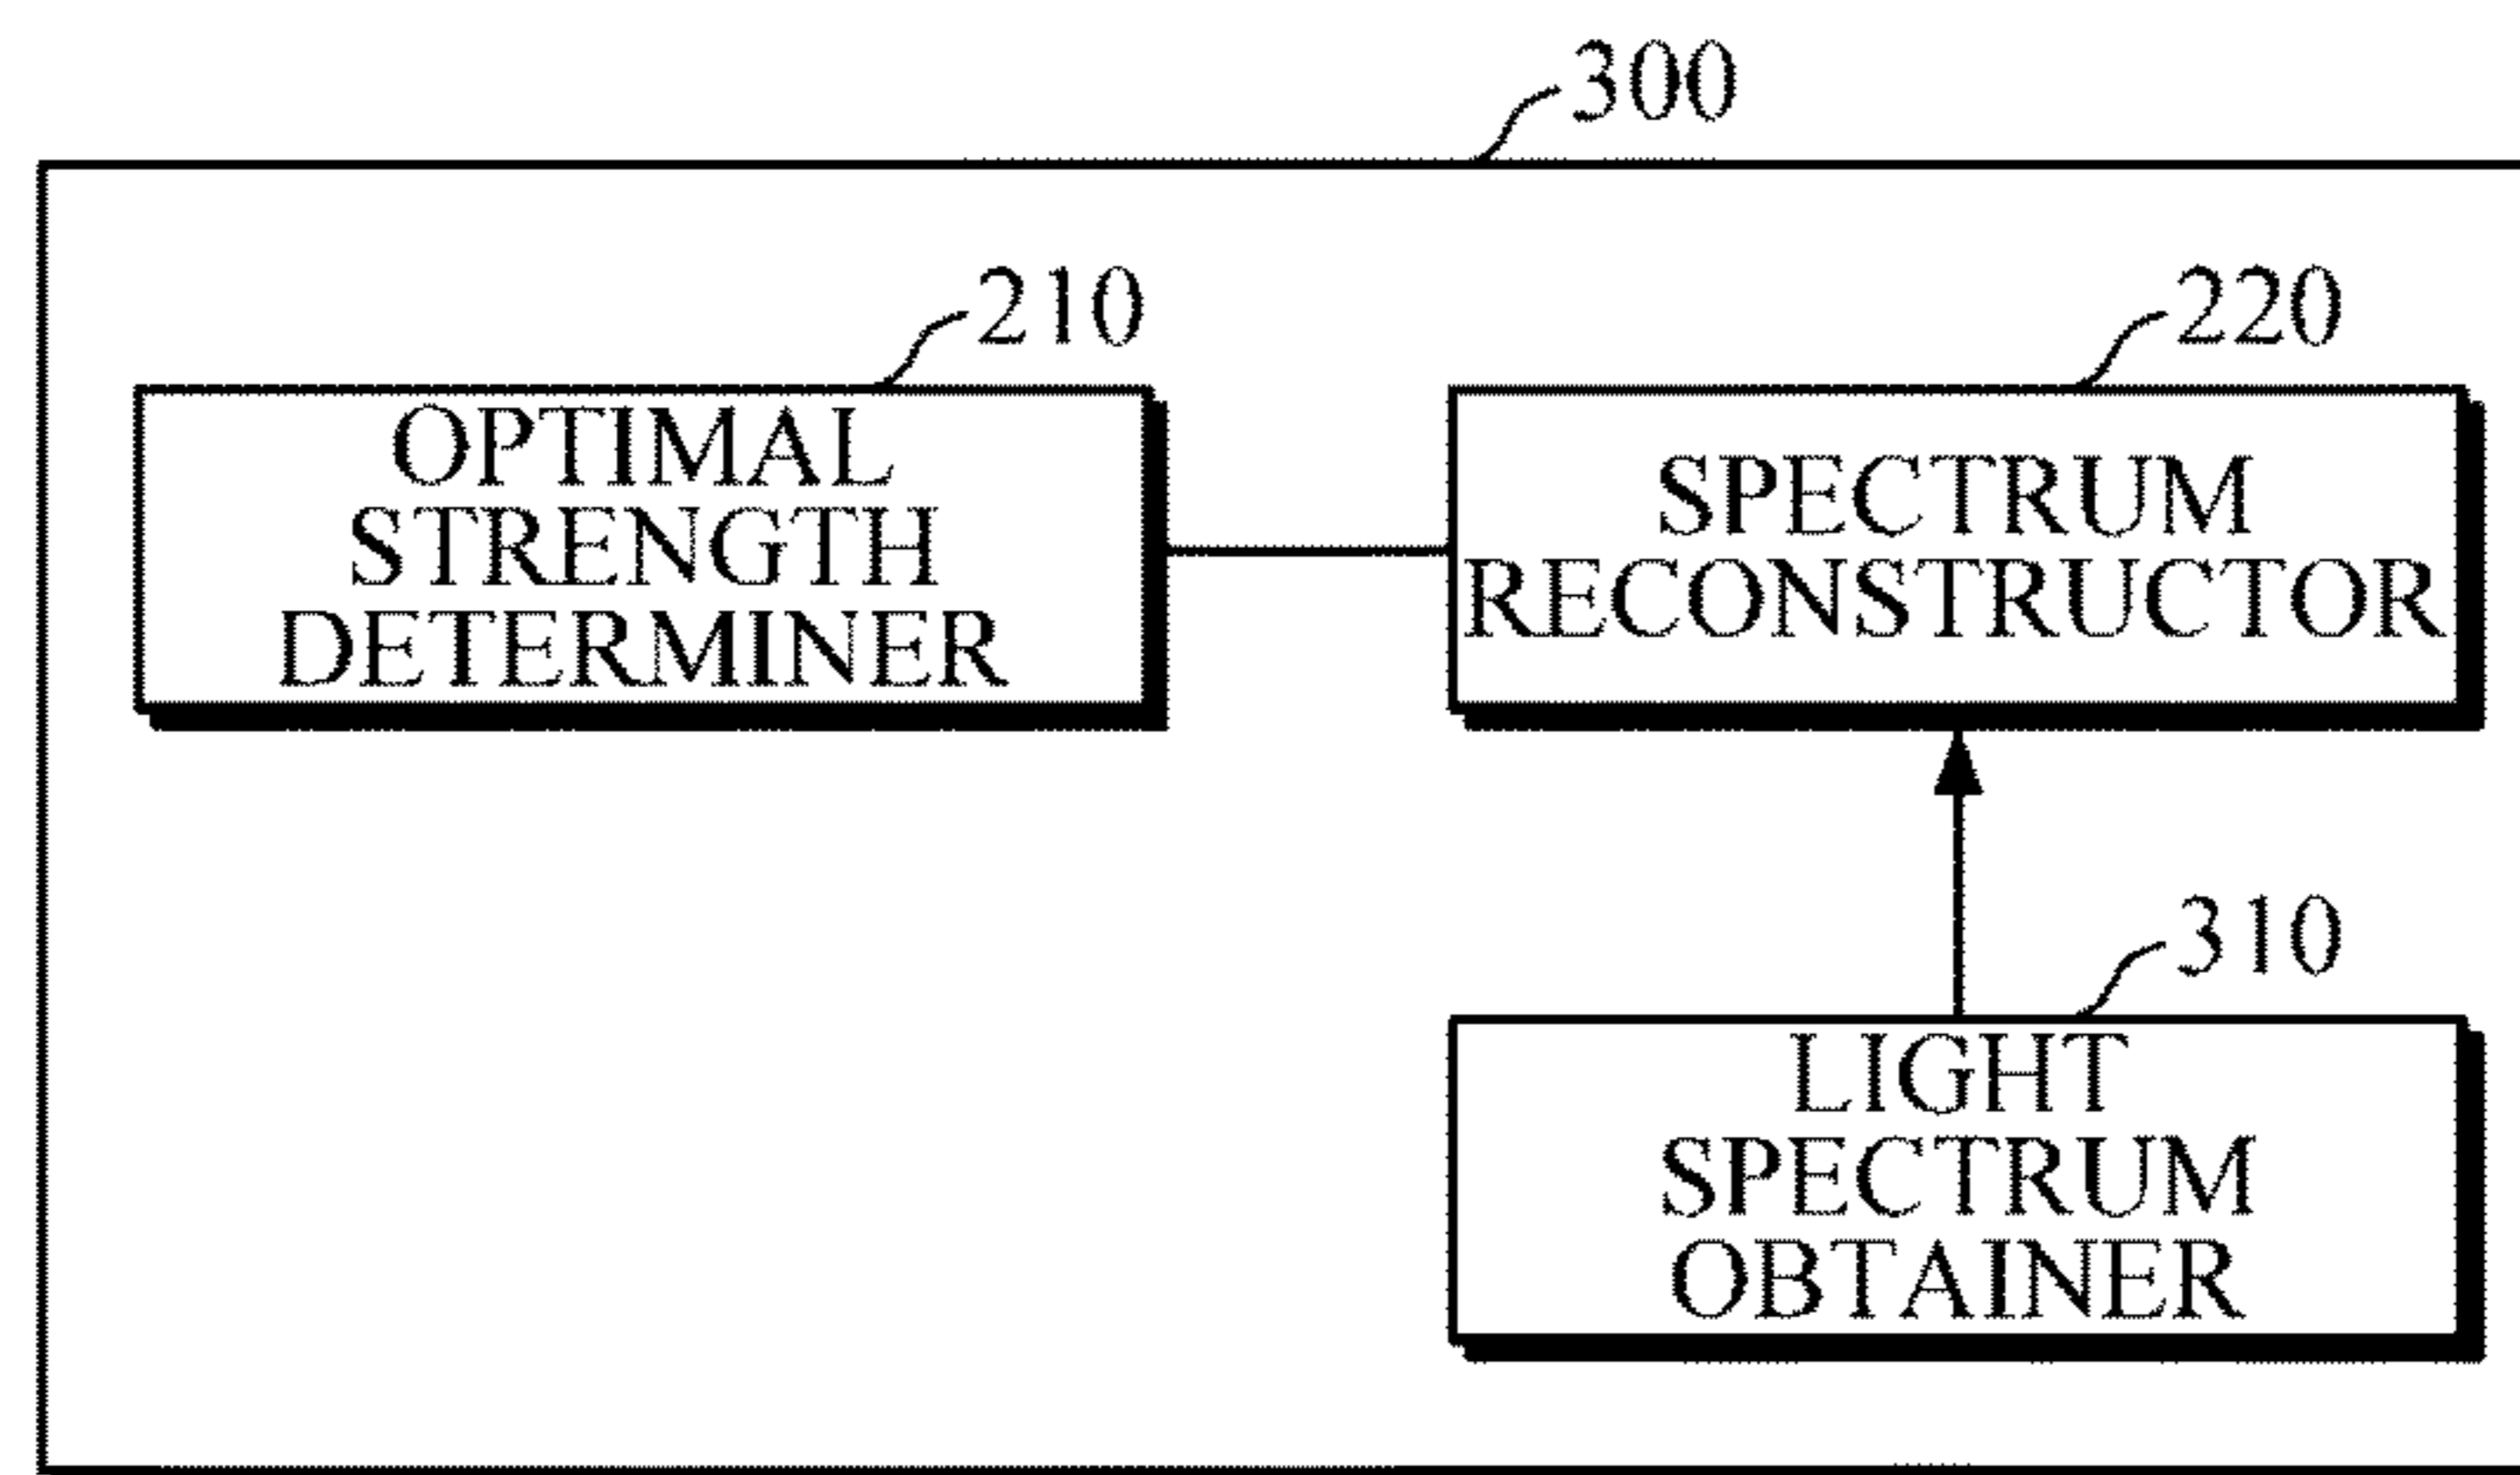 300
210
220
OPTIMAL
STRENGTH
DETERMINER
SPECTRUM
RECONSTRUCTOR
310
LIGHT
SPECTRUM
OBTAINER